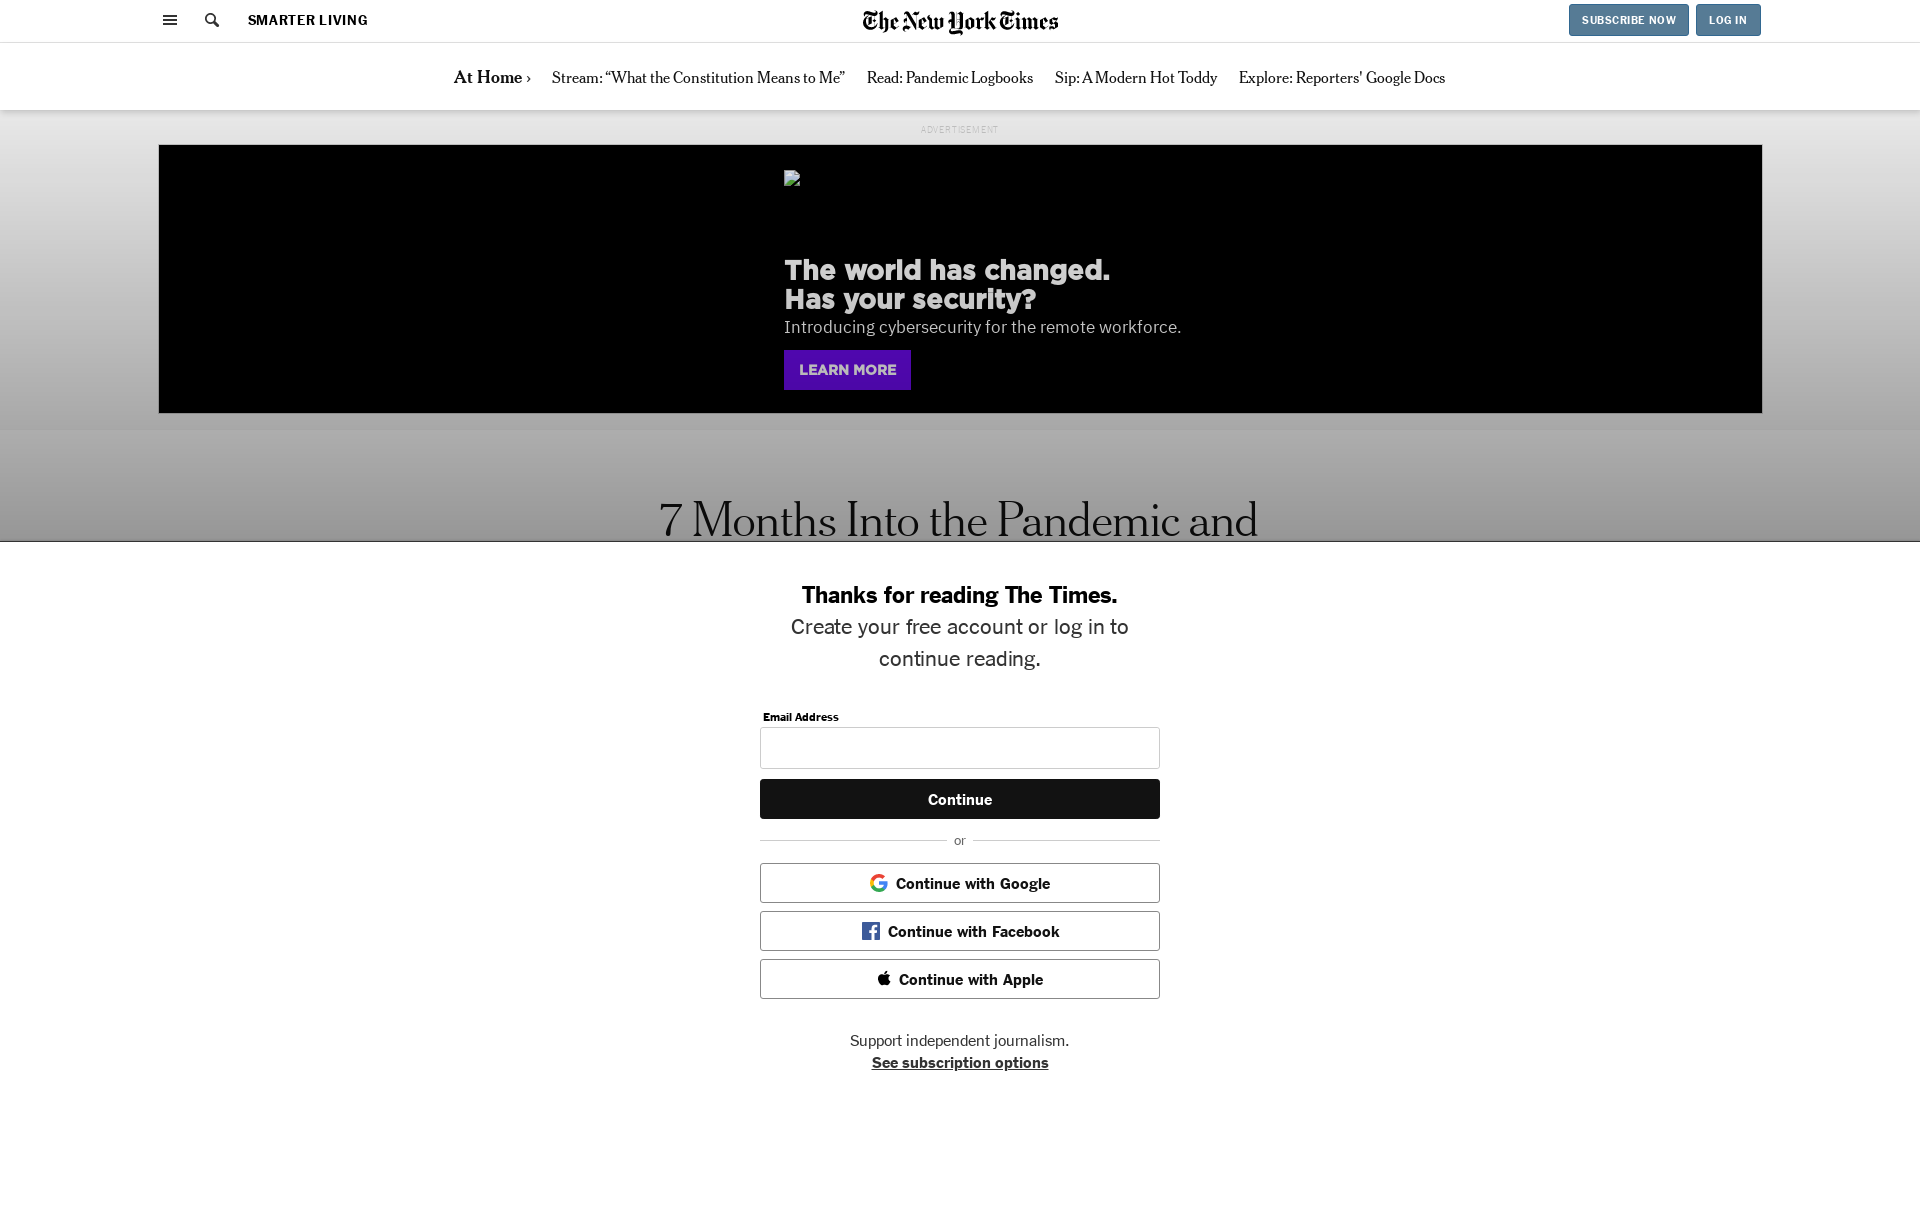 SMARTER LIVING
The New York Times
SUBSCRIBE NOW
LOG IN
At Home ›
Stream: “What the Constitution Means to Me”
Read: Pandemic Logbooks
Sip: A Modern Hot Toddy
Explore: Reporters' Google Docs
ADVERTISEMENT
The world has changed.
Has your security?
Introducing cybersecurity for the remote workforce.
LEARN MORE
7 Months Into the Pandemic and
Thanks for reading The Times.
Create your free account or log in to
continue reading.
Email Address
Continue
or
Continue with Google
Continue with Facebook
Continue with Apple
Support independent journalism.
See subscription options